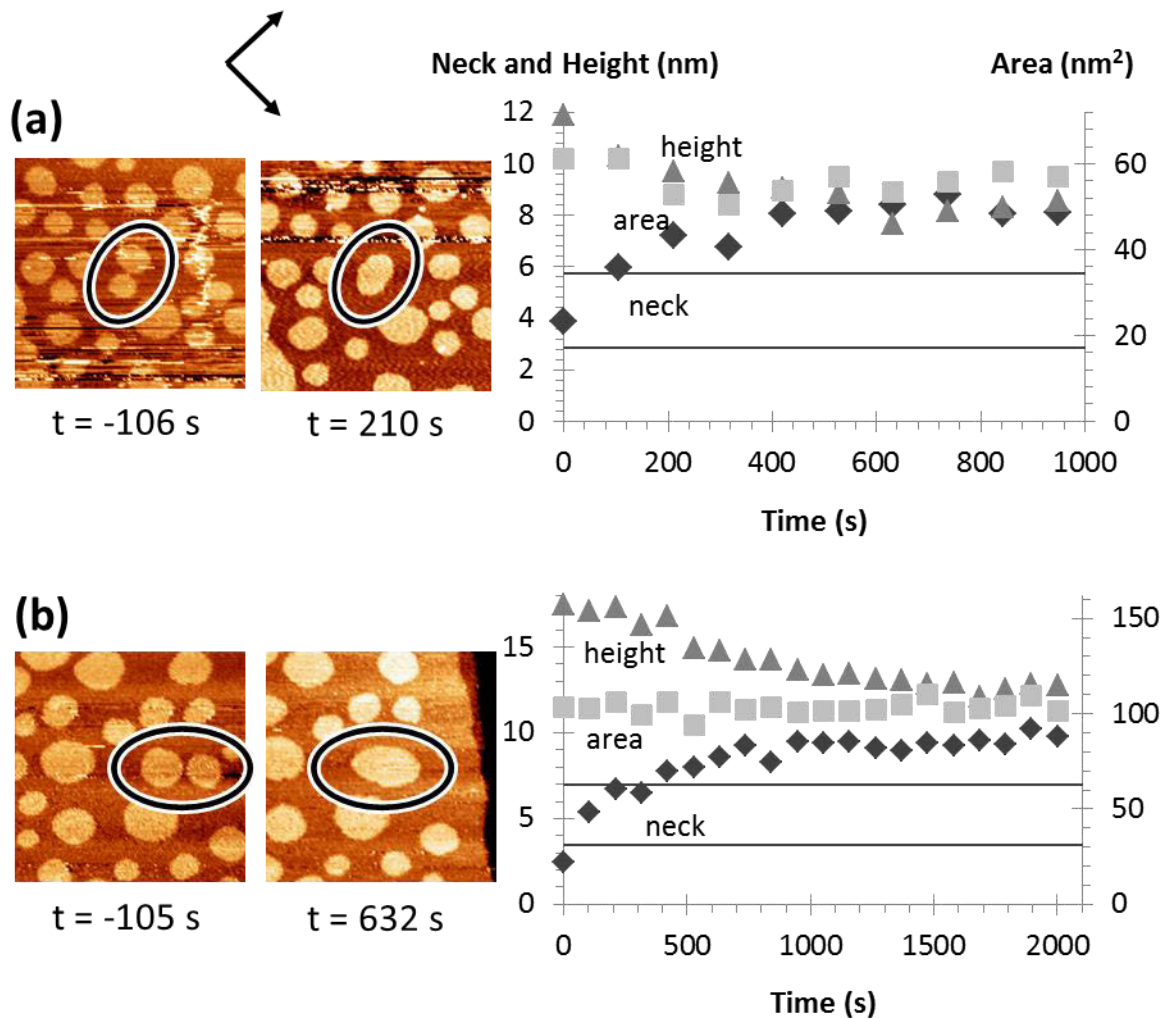 Neck and Height (nm) Area (nm²)
(a)
12
10
8
6
4
2
0
height
area
neck
60
40
20
0
0 200 400 600 800 1000
Time (s)
t = -106 s t = 210 s
(b)
15
10
5
0
height
area
neck
150
100
50
0
0 500 1000 1500 2000
Time (s)
t = -105 s t = 632 s